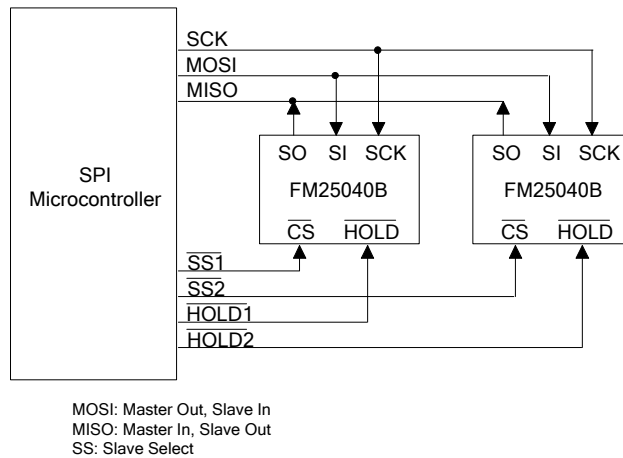 SCK
MOSI
MISO
SO SI SCK
SO SI SCK
SPI
Microcontroller
FM25040B
FM25040B
CS HOLD
CS HOLD
SS1
SS2
HOLD1
HOLD2
MOSI: Master Out, Slave In
MISO: Master In, Slave Out
SS: Slave Select